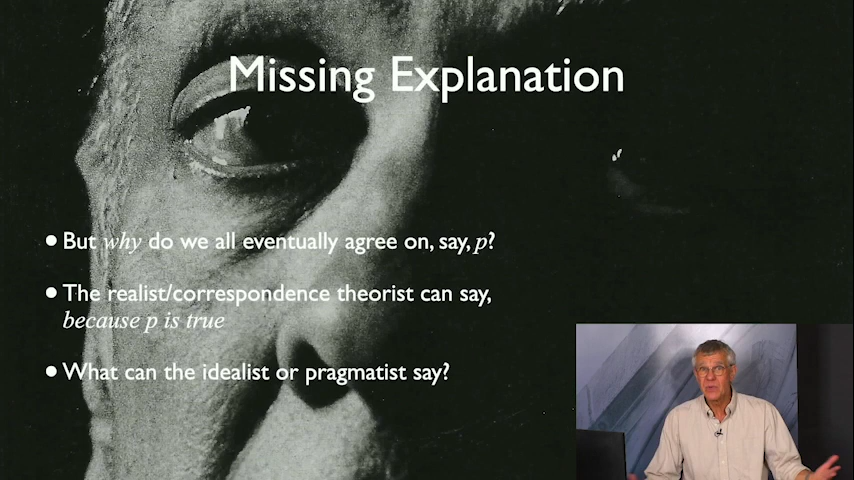 Missing Explanation
• But why do we all eventually agree on, say, p?
• The realist/correspondence theorist can say,
because p is true
• What can the idealist or pragmatist say?